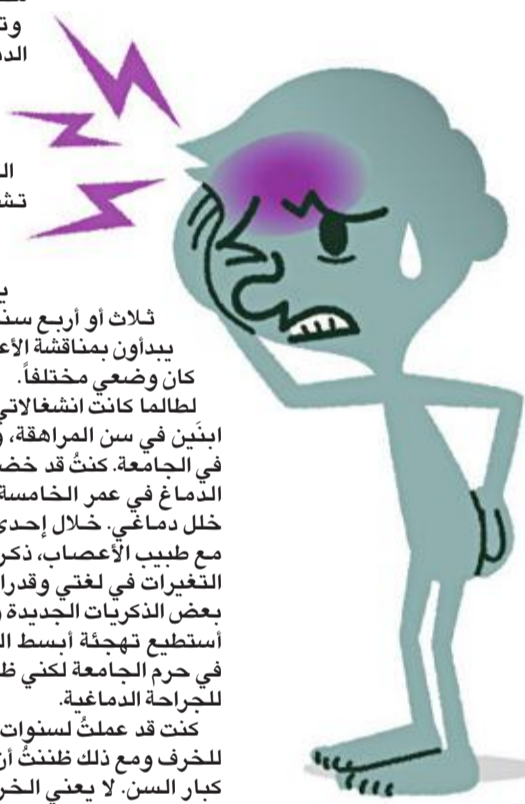 وت
الد
ال
تش
ي
ثلاث أو أربع سن
يبدأون بمناقشة الأع
كان وضعي مختلفاً.
لطالما كانت انشغالاتي
ابنَين في سن المراهقة، و
في الجامعة. كنتُ قد خض
الدماغ في عمر الخامسة
خلل دماغي. خلال إحدى
مع طبيب الأعصاب، ذكر
التغيرات في لغتي وقدرا
بعض الذكريات الجديدة و
أستطيع تهجئة أبسط ال
في حرم الجامعة لكني ظ
للجراحة الدماغية.
كنت قد عملتُ لسنوات
للخرف ومع ذلك ظننتُ أن
كبار السن. لا يعني الخر